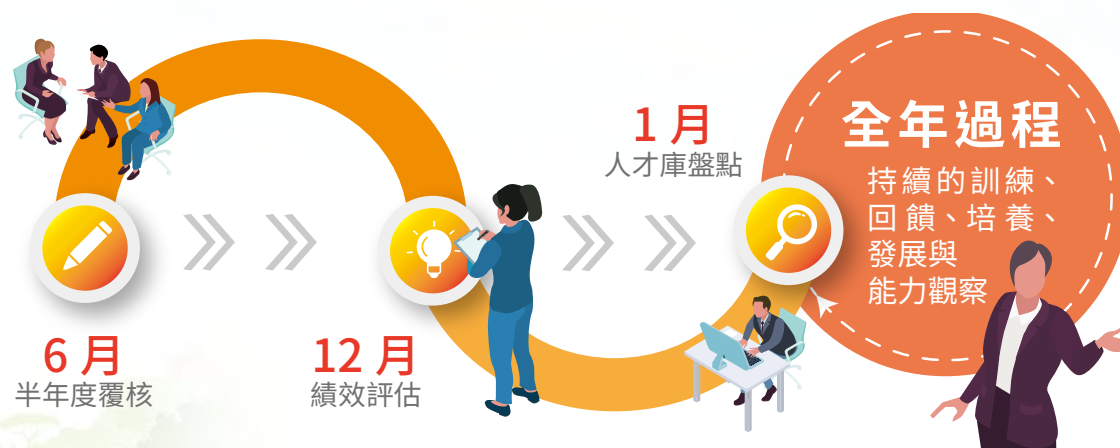 6 月
半年度覆核
12 月
績效評估
1 月
人才庫盤點
全年過程
持續的訓練、
回饋、培養、
發展與
能力觀察